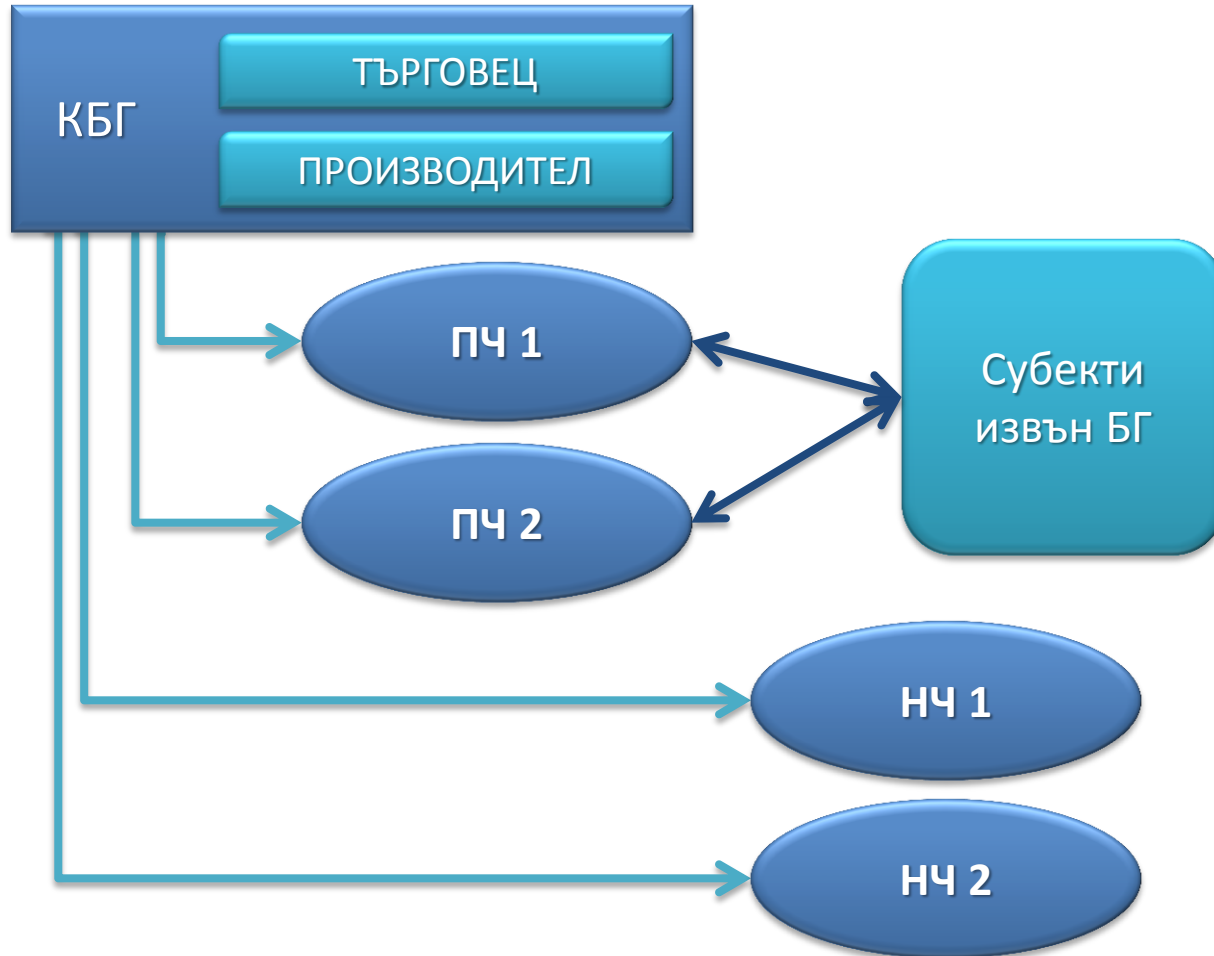 КБГ
ТЪРГОВЕЦ
ПРОИЗВОДИТЕЛ
ПЧ 1
Субекти
извън БГ
ПЧ 2
НЧ 1
НЧ 2